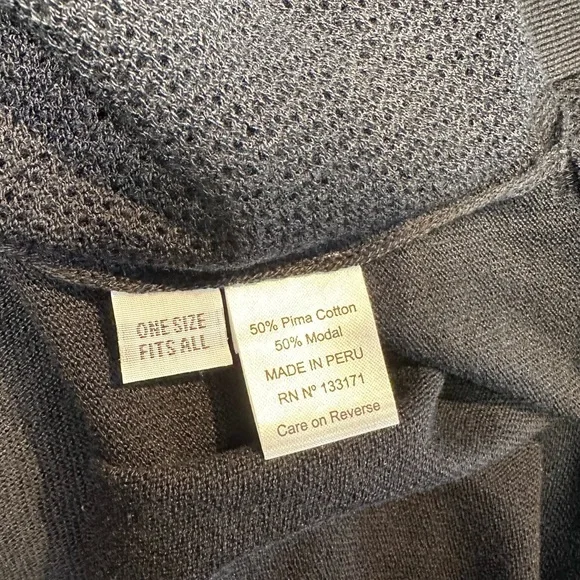 ONE SIZE
FITS ALL
50% Pima Cotton
50% Modal
MADE IN PERU
RN Nº 133171
Care on Reverse